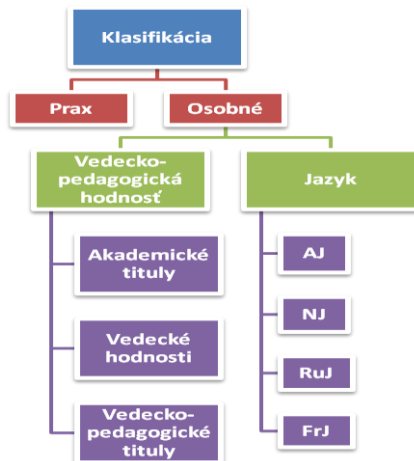 Klasifikácia
Prax
Osobné
Vedecko-
pedagogická
hodnosť
Jazyk
Akademické
tituly
Vedecké
hodnosti
Vedecko-
pedagogické
tituly
AJ
NJ
RuJ
FrJ